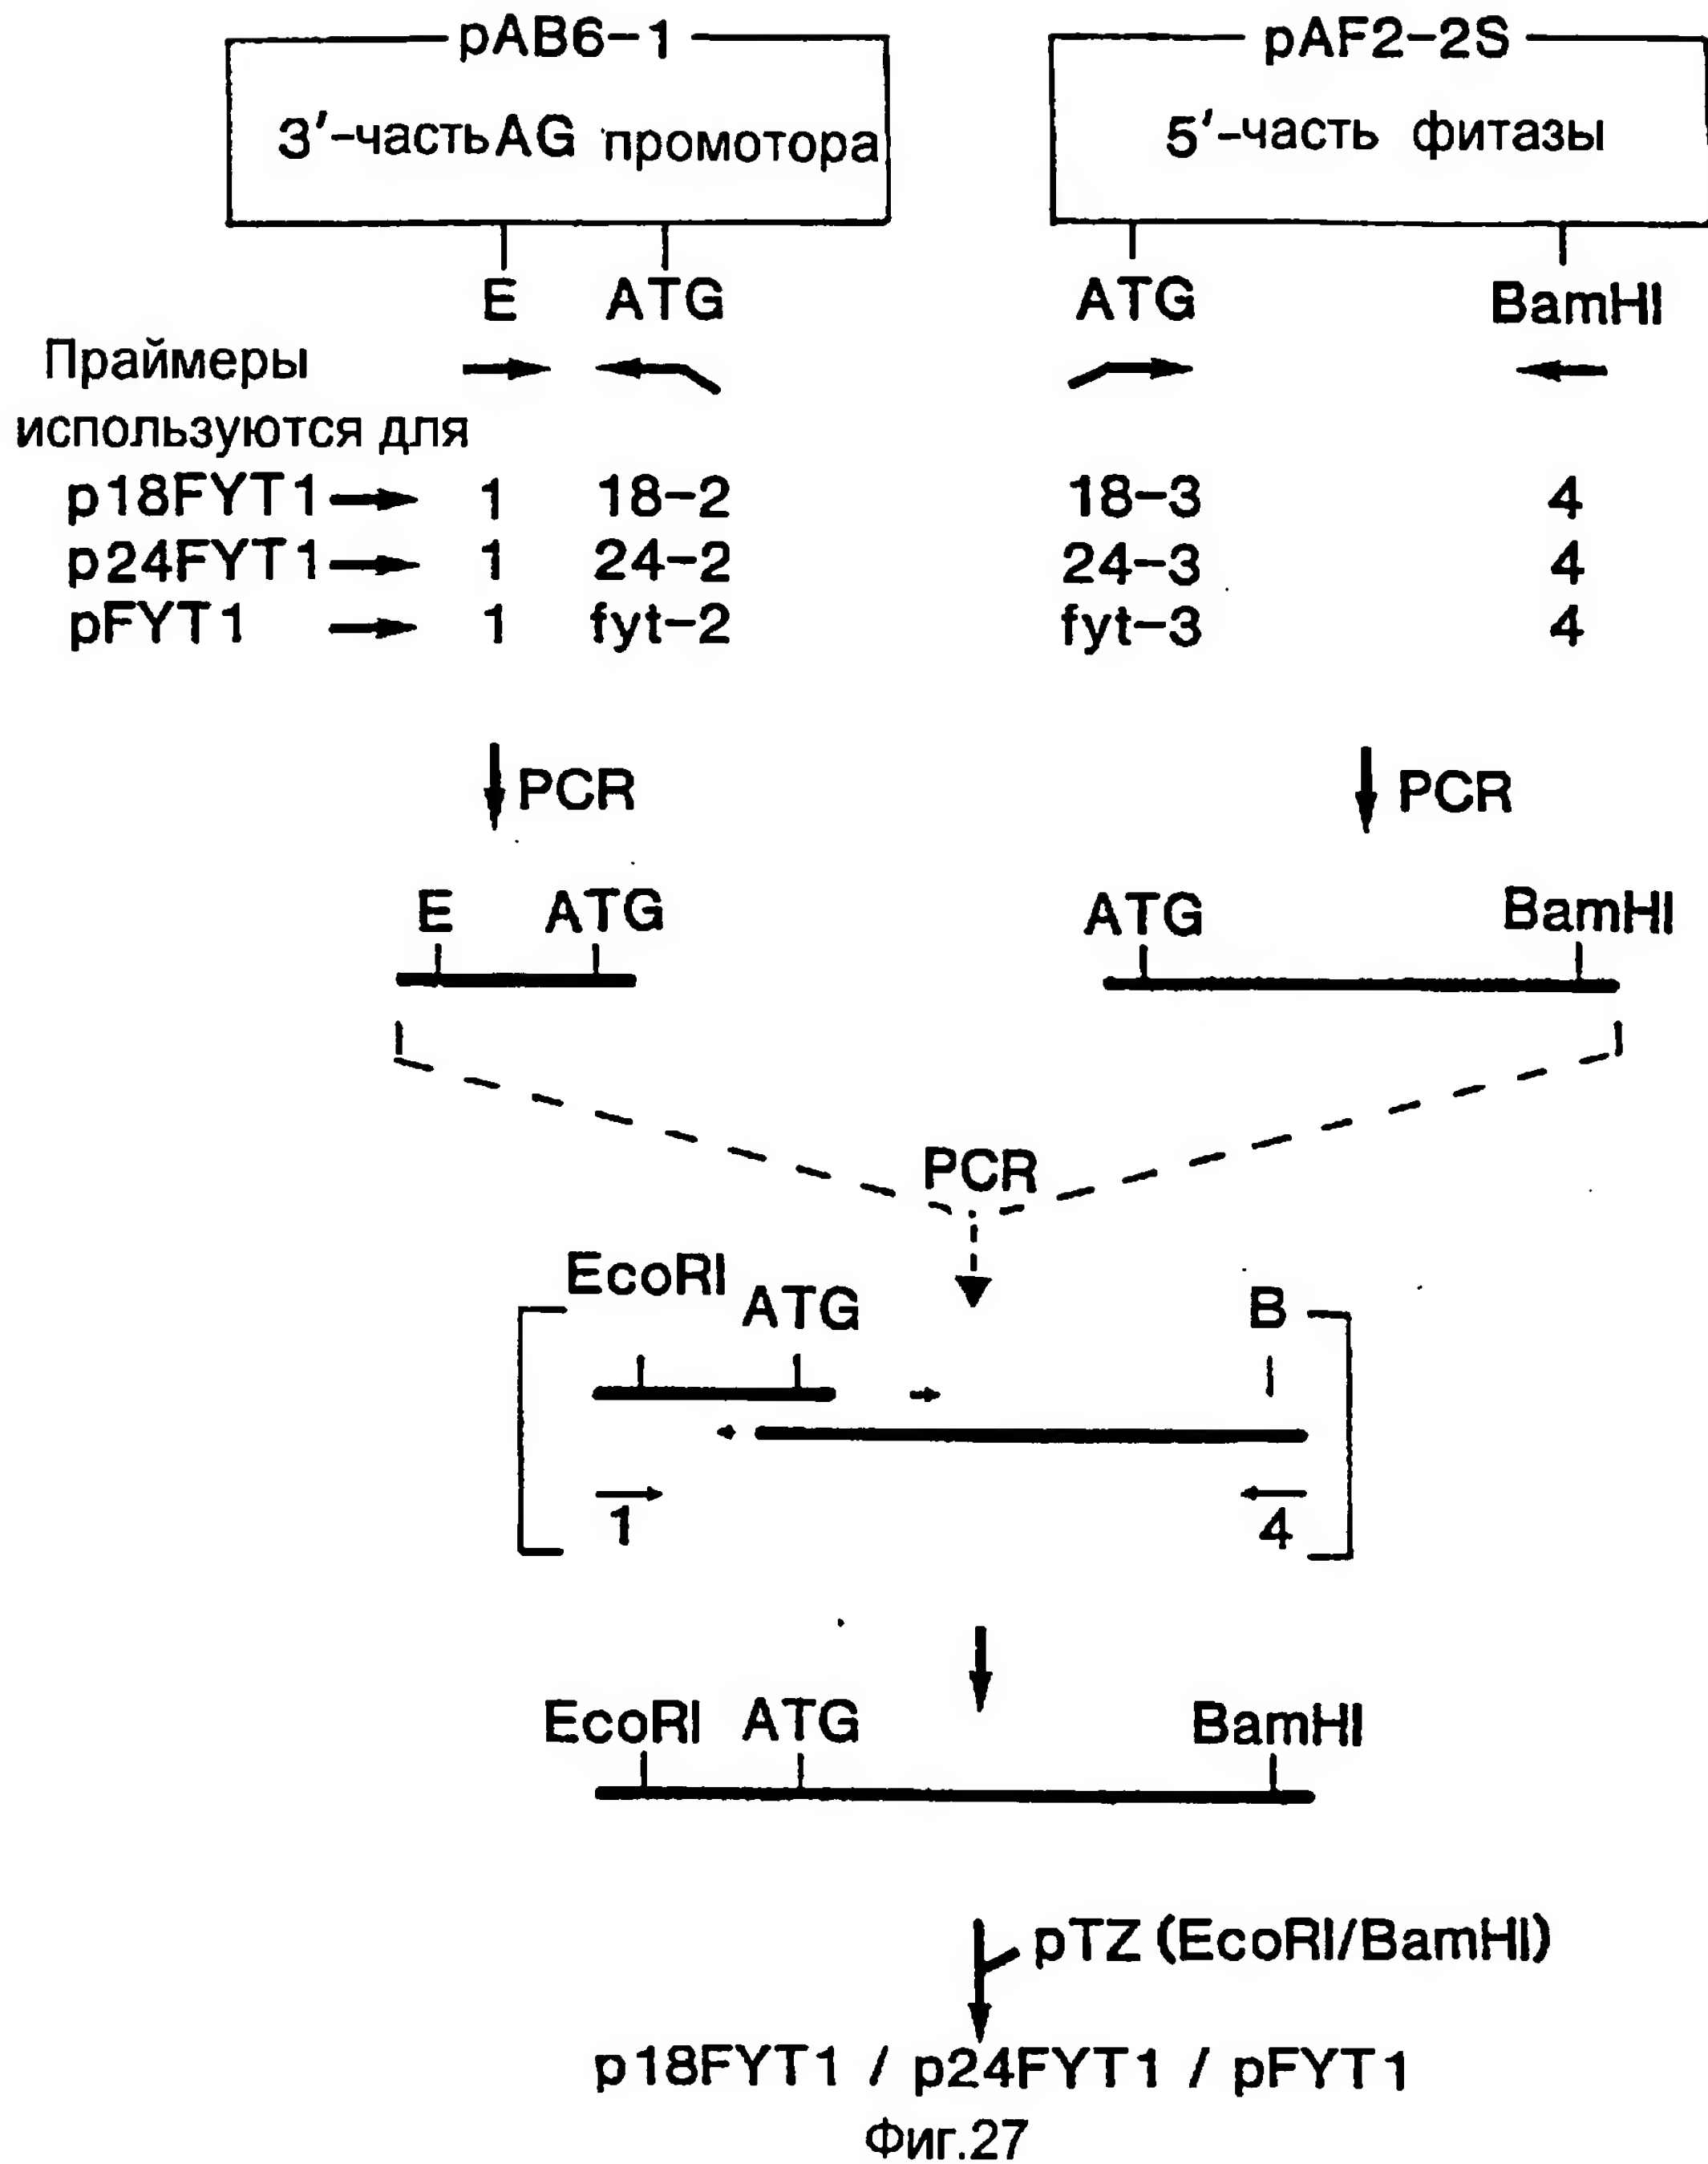 pAB6-1 pAF2-2S
3′-часть AG промотора 5′-часть фитазы
E ATG ATG BamHI
Праймеры
используются для
p18FYT1 1 18-2 18-3 4
p24FYT1 1 24-2 24-3 4
pFYT1 1 fyt-2 fyt-3 4
PCR PCR
E ATG ATG BamHI
PCR
EcoRI ATG B
1 4
EcoRI ATG BamHI
pTZ (EcoRI/BamHI)
p18FYT1 / p24FYT1 / pFYT1
Фиг.27